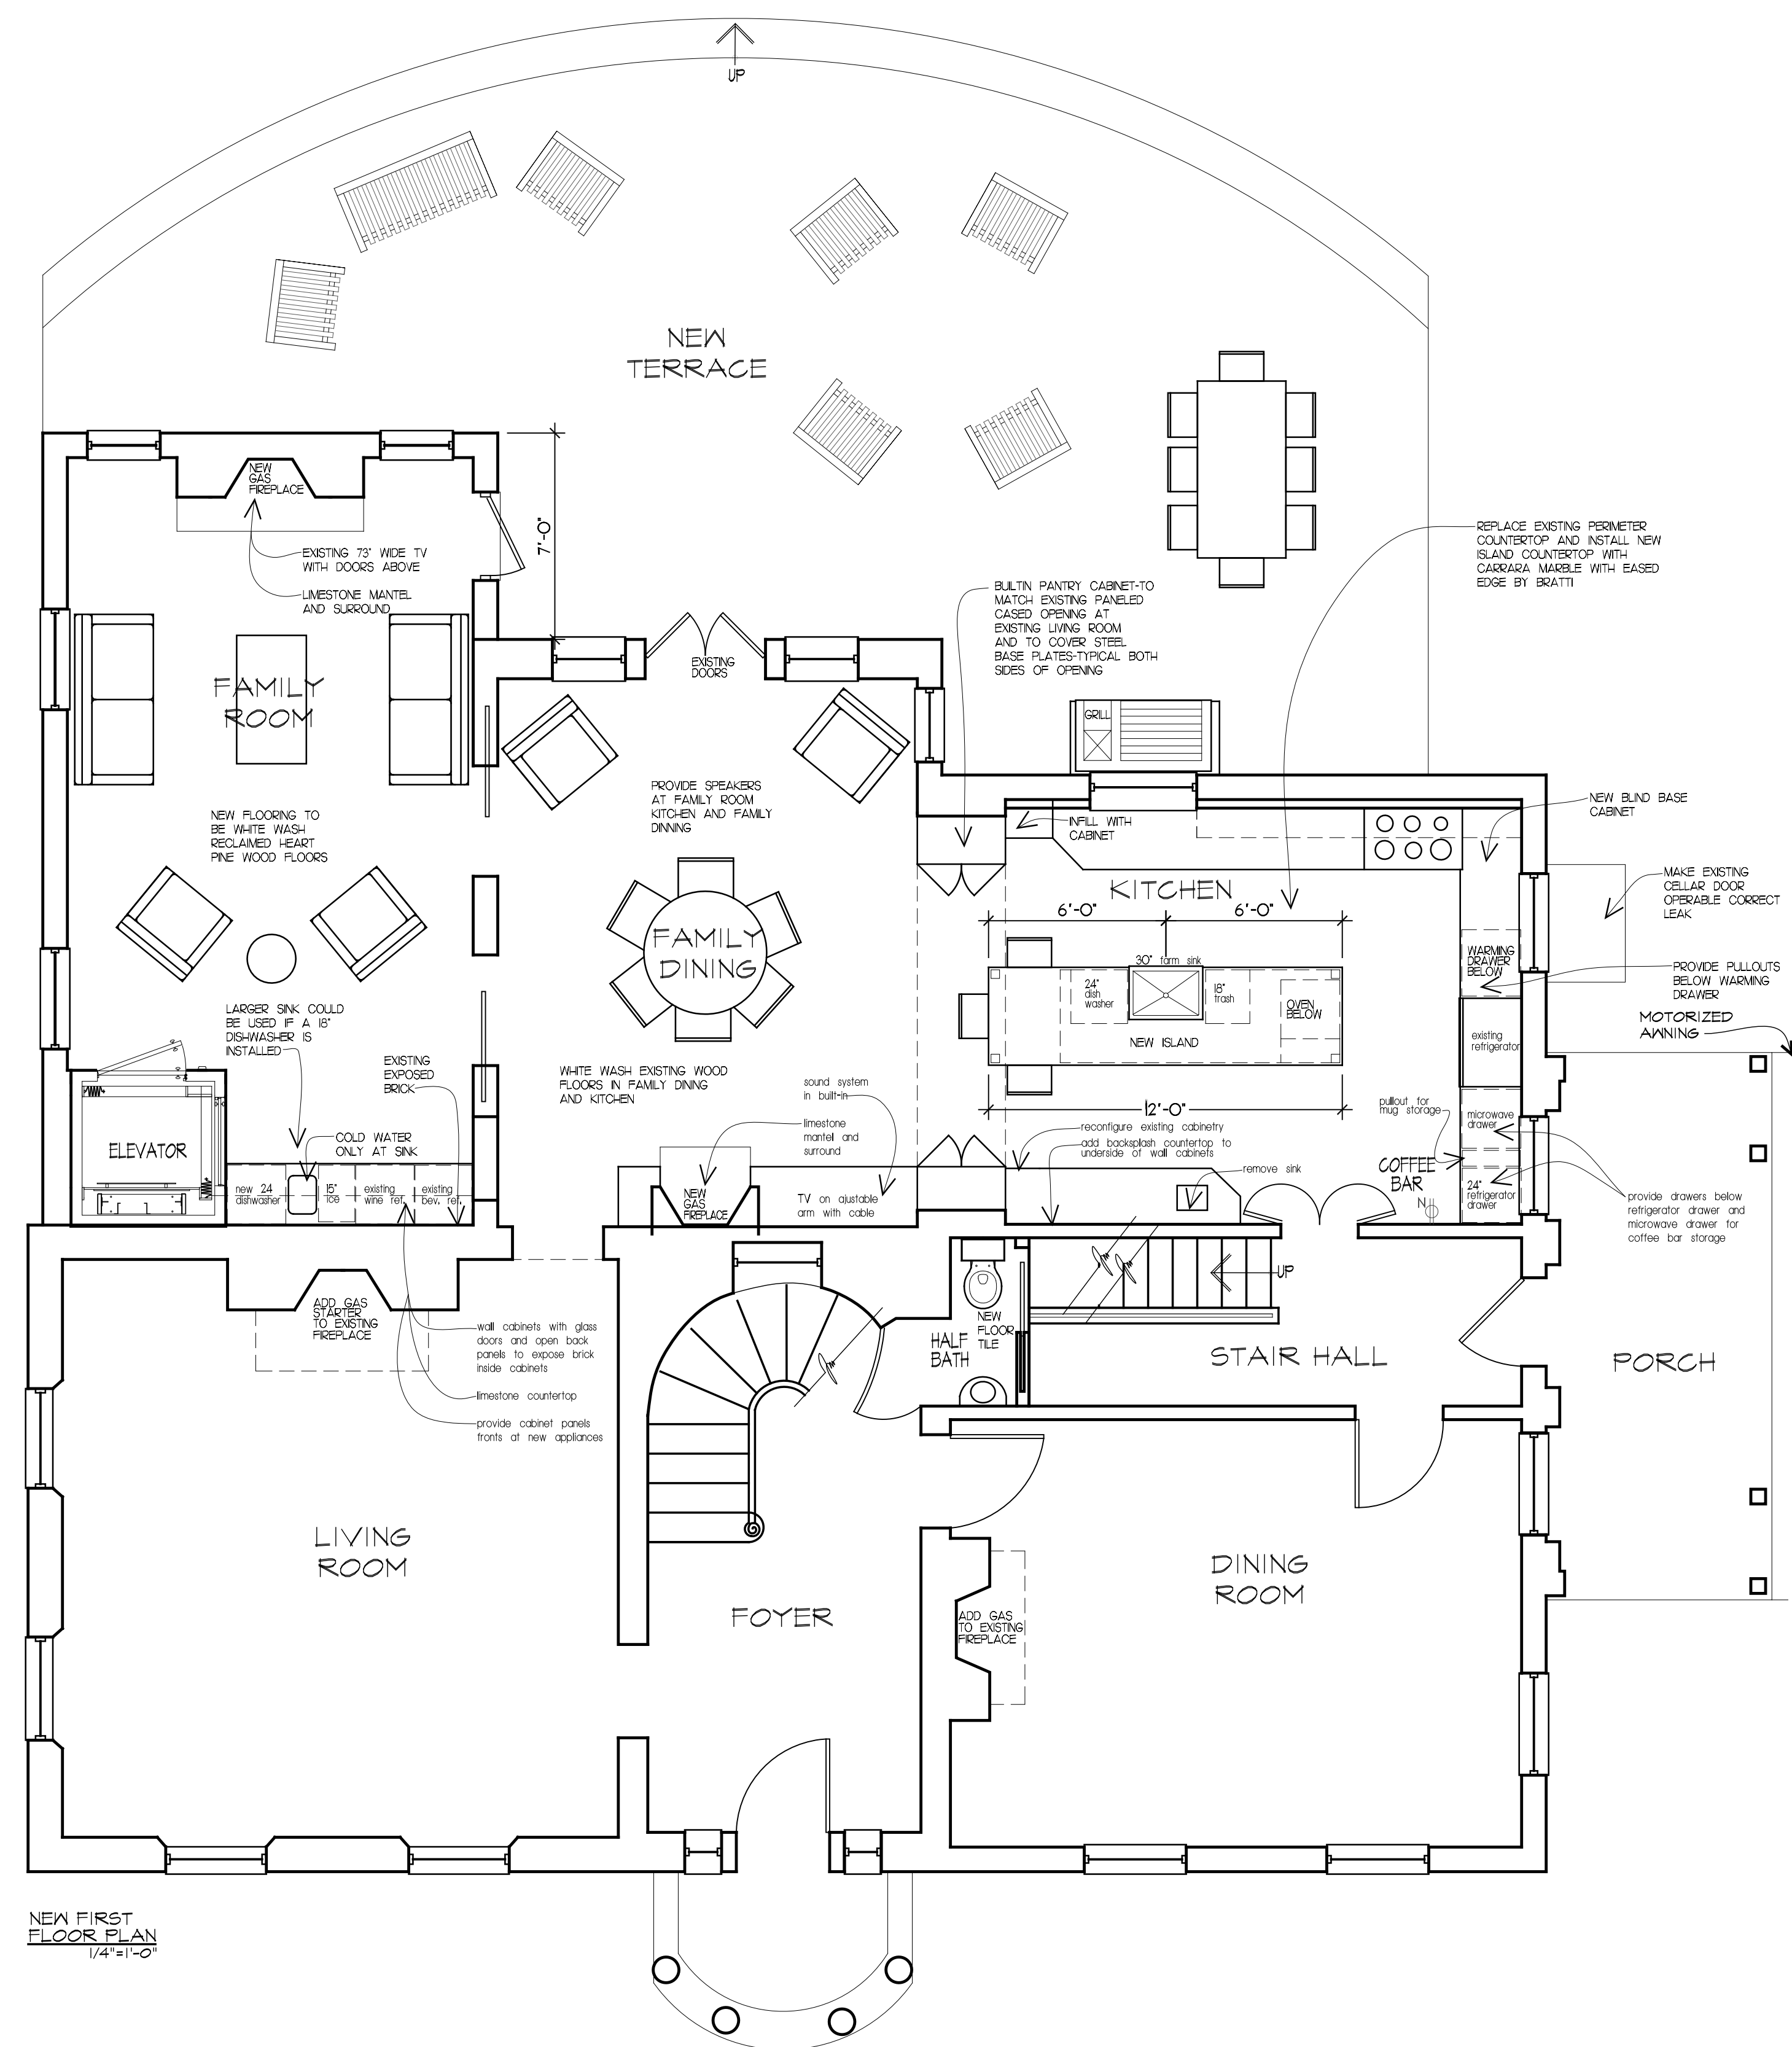 UP
NEW
TERRACE
NEW
GAS
FIREPLACE
EXISTING 73" WIDE TV
WITH DOORS ABOVE
LIMESTONE MANTEL
AND SURROUND
7'-0"
REPLACE EXISTING PERIMETER
COUNTERTOP AND INSTALL NEW
ISLAND COUNTERTOP WITH
CARRARA MARBLE WITH EASED
EDGE BY BRATTI
BUILTIN PANTRY CABINET-TO
MATCH EXISTING PANELED
CASED OPENING AT
EXISTING LIVING ROOM
AND TO COVER STEEL
BASE PLATES-TYPICAL BOTH
SIDES OF OPENING
EXISTING
DOORS
FAMILY
ROOM
GRILL
PROVIDE SPEAKERS
AT FAMILY ROOM
KITCHEN AND FAMILY
DINNING
NEW FLOORING TO
BE WHITE WASH
RECLAIMED HEART
PINE WOOD FLOORS
INFILL WITH
CABINET
NEW BLIND BASE
CABINET
MAKE EXISTING
CELLAR DOOR
OPERABLE CORRECT
LEAK
KITCHEN
6'-0"
6'-0"
FAMILY
DINING
30" farm sink
24"
dish
washer
18"
trash
OVEN
BELOW
NEW ISLAND
WARMING
DRAWER
BELOW
PROVIDE PULLOUTS
BELOW WARMING
DRAWER
MOTORIZED
AWNING
existing
refrigerator
LARGER SINK COULD
BE USED IF A 18"
DISHWASHER IS
INSTALLED
EXISTING
EXPOSED
BRICK
WHITE WASH EXISTING WOOD
FLOORS IN FAMILY DINING
AND KITCHEN
sound system
in built-in
limestone
mantel and
surround
12'-0"
pullout for
mug storage
microwave
drawer
reconfigure existing cabinetry
add backsplash countertop to
underside of wall cabinets
remove sink
COFFEE
BAR
24"
refrigerator
drawer
N
provide drawers below
refrigerator drawer and
microwave drawer for
coffee bar storage
ELEVATOR
COLD WATER
ONLY AT SINK
new 24
dishwasher
15"
ice
existing
wine ref.
existing
bev. ref.
NEW
GAS
FIREPLACE
TV on ajustable
arm with cable
UP
ADD GAS
STARTER
TO EXISTING
FIREPLACE
wall cabinets with glass
doors and open back
panels to expose brick
inside cabinets
limestone countertop
provide cabinet panels
fronts at new appliances
NEW
FLOOR
TILE
HALF
BATH
STAIR HALL
PORCH
LIVING
ROOM
FOYER
DINING
ROOM
ADD GAS
TO EXISTING
FIREPLACE
NEW FIRST
FLOOR PLAN
1/4"=1'-0"